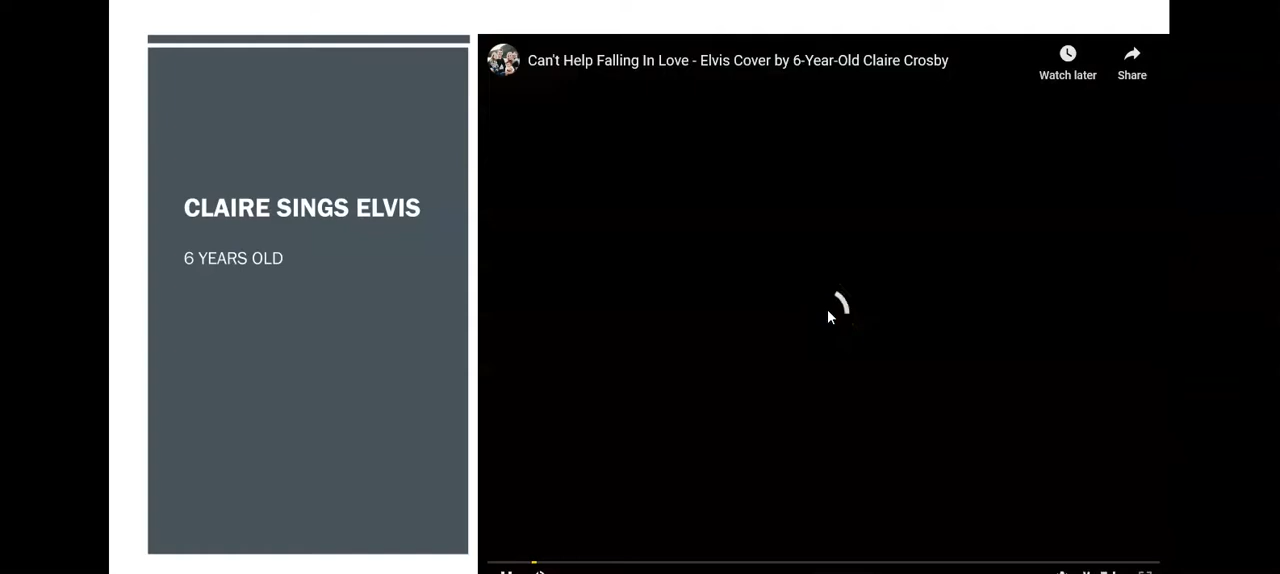 CLAIRE SINGS ELVIS
6 YEARS OLD
Can't Help Falling In Love - Elvis Cover by 6-Year-Old Claire Crosby
Watch later
Share